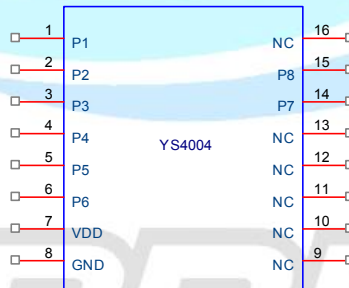 1 P1 NC 16
2 P2 P8 15
3 P3 P7 14
4 P4 NC 13
YS4004
5 P5 NC 12
6 P6 NC 11
7 VDD NC 10
8 GND NC 9